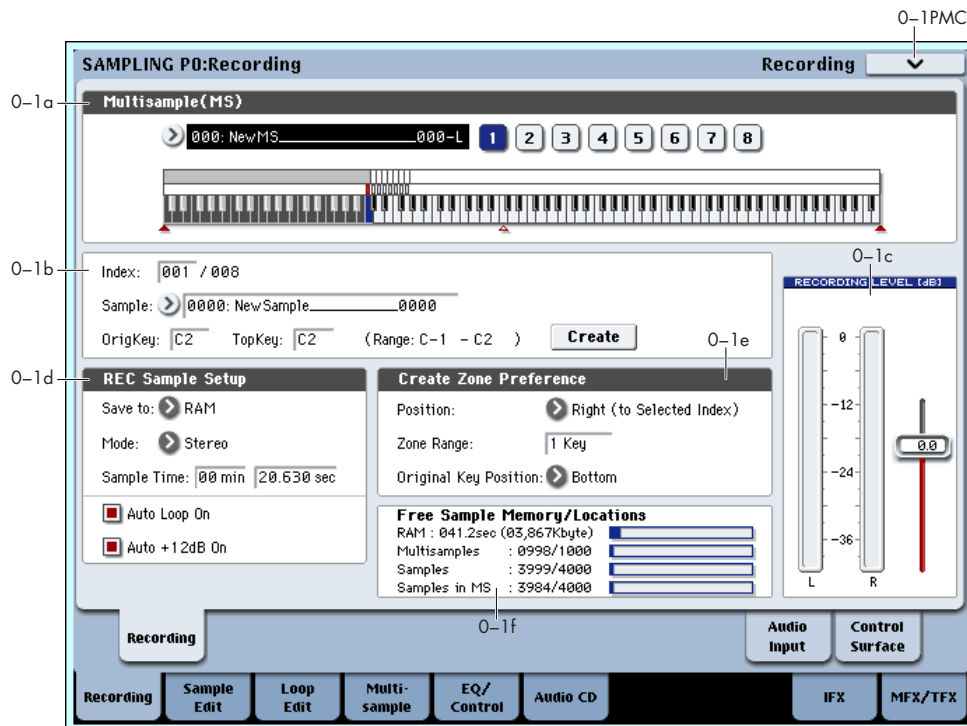 0–1PMC
SAMPLING P0:Recording
Recording
0–1a
Multisample(MS)
000: NewMS_______________000-L
1 2 3 4 5 6 7 8
0–1b
Index: 001 /008
Sample: 0000: NewSample__________0000
OrigKey: C2 TopKey: C2 (Range: C-1 - C2 ) Create
0–1c
RECORDING LEVEL [dB]
0
-12
-24
-36
0.0
L R
0–1d
REC Sample Setup
Save to: RAM
Mode: Stereo
Sample Time: 00 min 20.630 sec
Auto Loop On
Auto +12dB On
0–1e
Create Zone Preference
Position: Right (to Selected Index)
Zone Range: 1 Key
Original Key Position: Bottom
Free Sample Memory/Locations
RAM : 041.2sec (03,867Kbyte)
Multisamples : 0998/1000
Samples : 3999/4000
Samples in MS : 3984/4000
0–1f
Recording
Audio Input
Control Surface
Recording
Sample Edit
Loop Edit
Multi-sample
EQ/Control
Audio CD
IFX
MFX/TFX